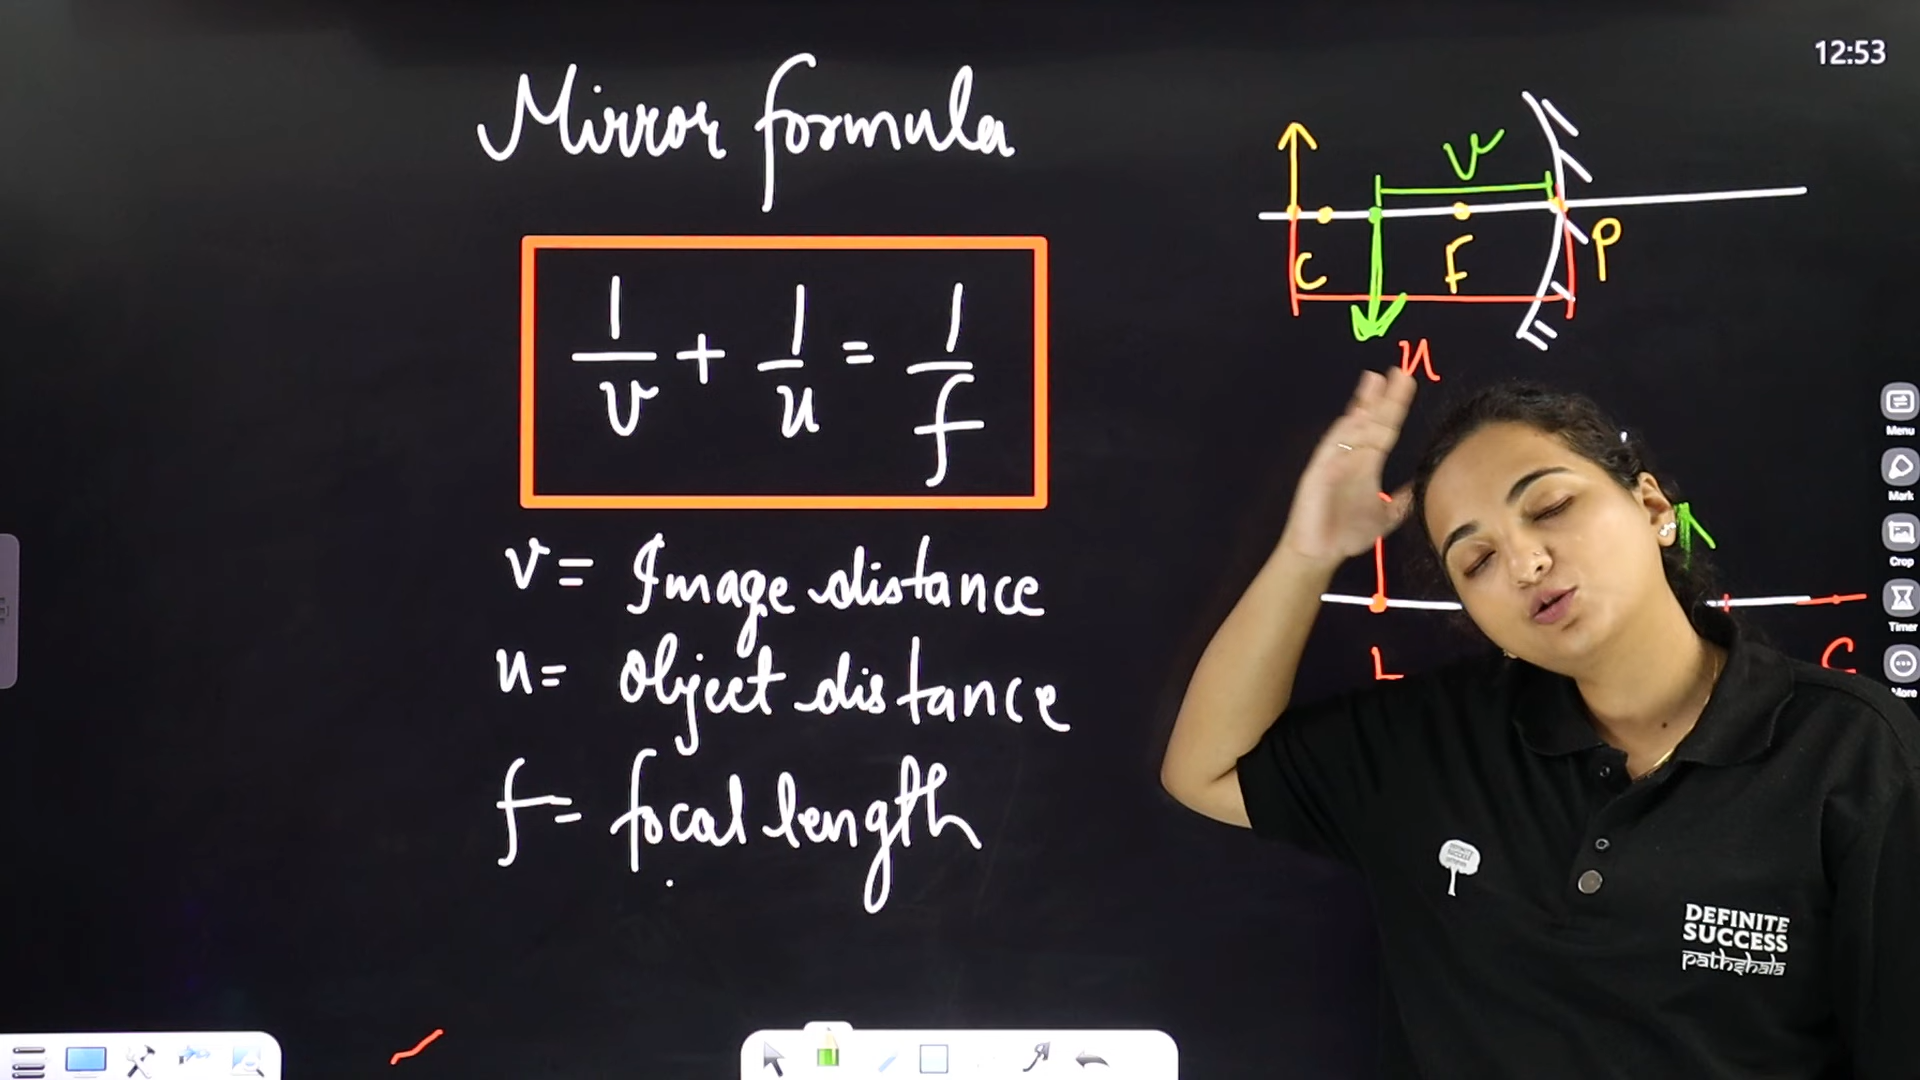 12:53
Mirror formula
1/v + 1/u = 1/f
v = Image distance
u = Object distance
f = focal length
v
C F P
u
C
Menu
Mark
Crop
Timer
More
DEFINITE
SUCCESS
pathshala